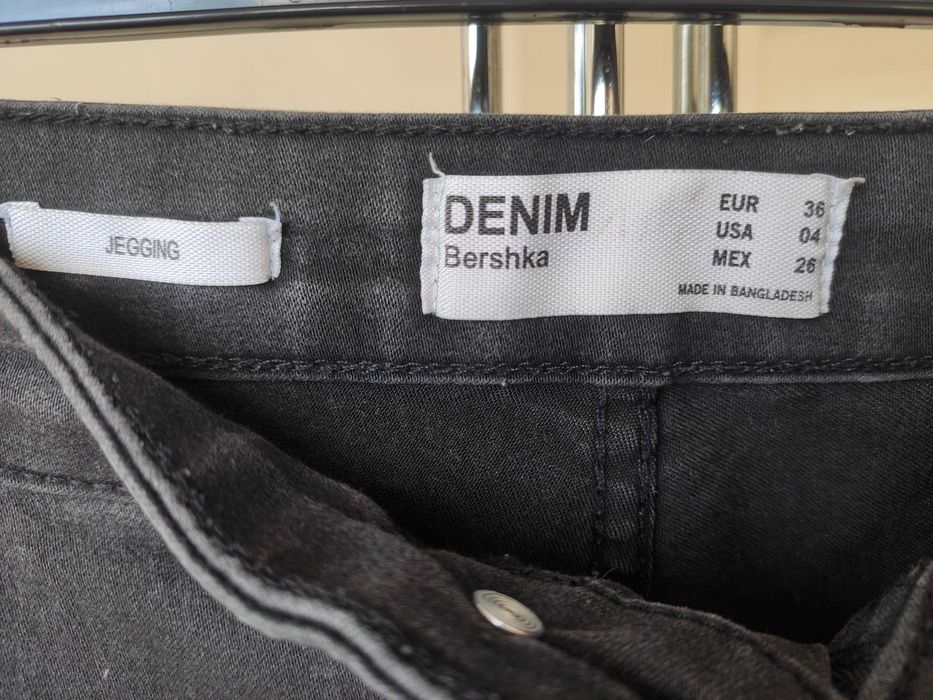 JEGGING
DENIM
Bershka
EUR 36
USA 04
MEX 26
MADE IN BANGLADESH